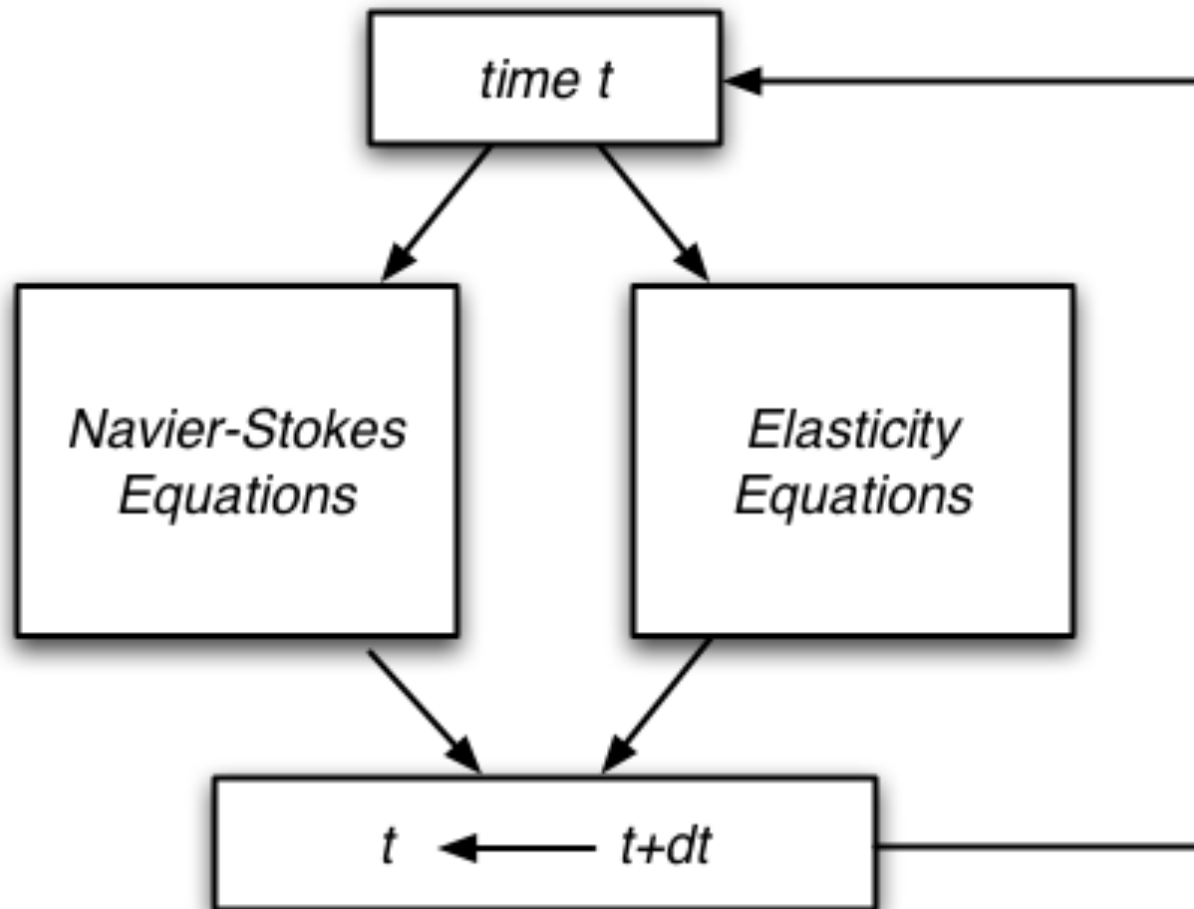 time t
Navier-Stokes
Equations
Elasticity
Equations
t ← t+dt